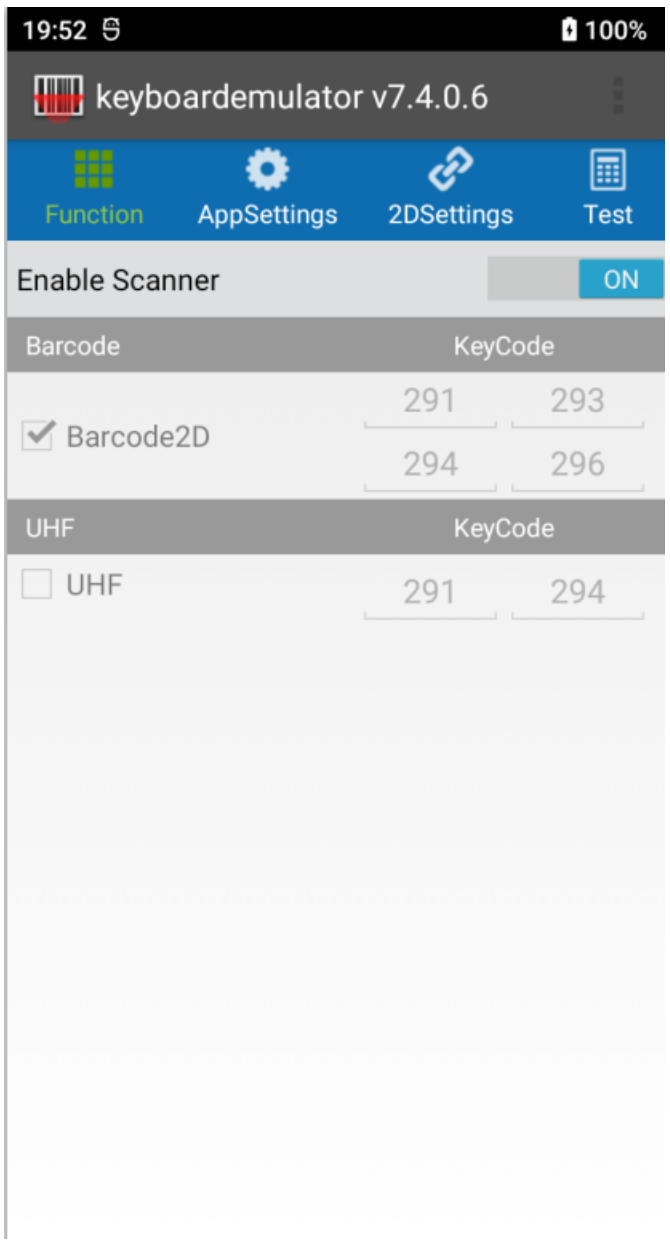 19:52 100%
keyboardemulator v7.4.0.6
Function AppSettings 2DSettings Test
Enable Scanner ON
Barcode KeyCode
Barcode2D 291 293
294 296
UHF KeyCode
UHF 291 294